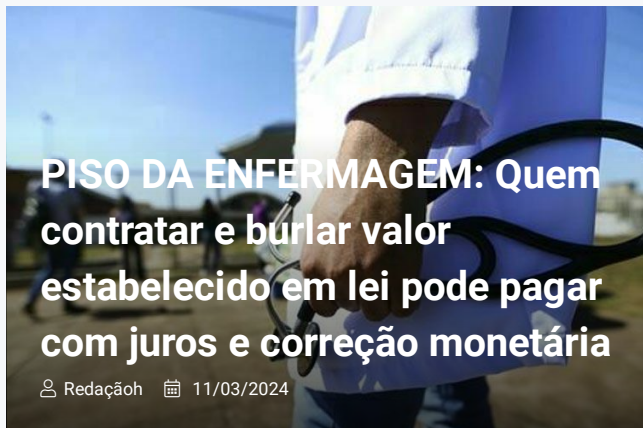 PISO DA ENFERMAGEM: Quem
contratar e burlar valor
estabelecido em lei pode pagar
com juros e correção monetária
Redaçãoh 11/03/2024